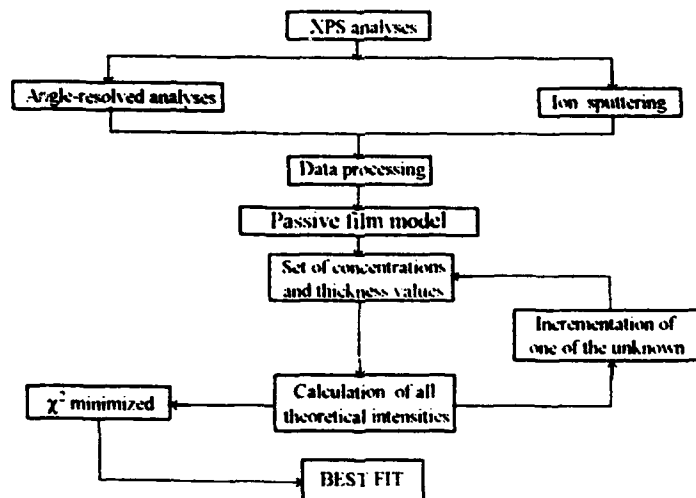 XPS analyses
Angle-resolved analyses
Ion sputtering
Data processing
Passive film model
Set of concentrations
and thickness values
Incrementation of
one of the unknown
Calculation of all
theoretical intensities
χ² minimized
BEST FIT